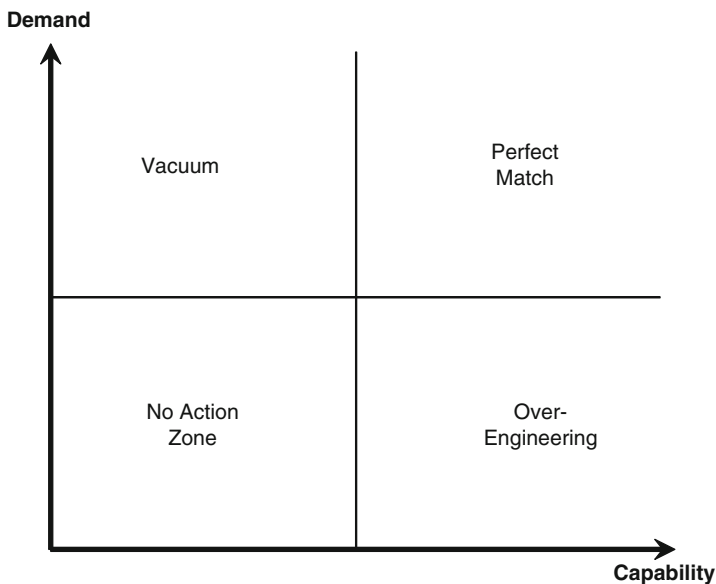 Demand
Vacuum
Perfect
Match
No Action
Zone
Over-
Engineering
Capability